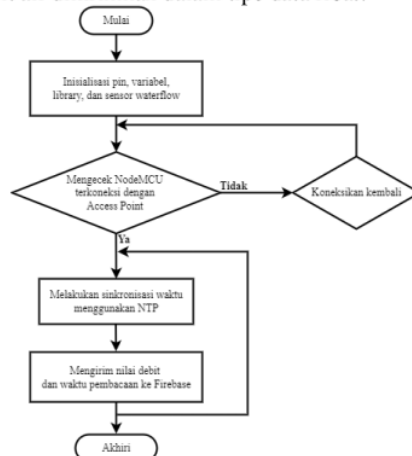 Mulai
Inisialisasi pin, variabel,
library, dan sensor waterflow
Mengecek NodeMCU
terkoneksi dengan
Access Point
Tidak
Koneksikan kembali
Ya
Melakukan sinkronisasi waktu
menggunakan NTP
Mengirim nilai debit
dan waktu pembacaan ke Firebase
Akhiri